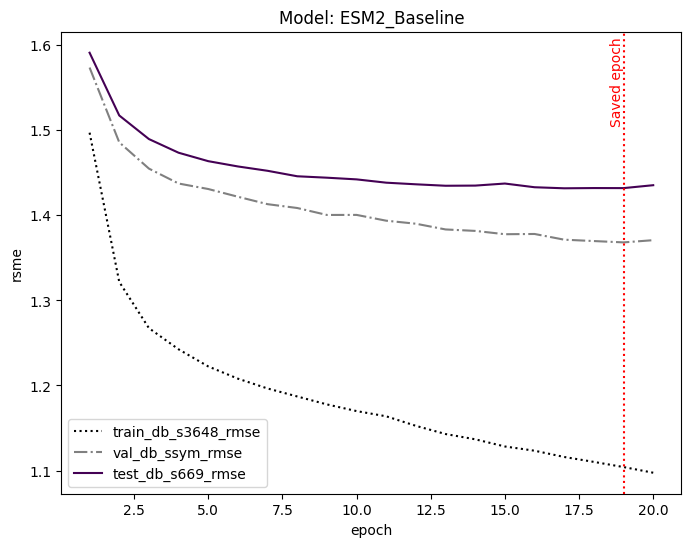 Model: ESM2_Baseline
1.6
1.5
1.4
1.3
1.2
1.1
rsme
Saved epoch
train_db_s3648_rmse
val_db_ssym_rmse
test_db_s669_rmse
2.5 5.0 7.5 10.0 12.5 15.0 17.5 20.0
epoch